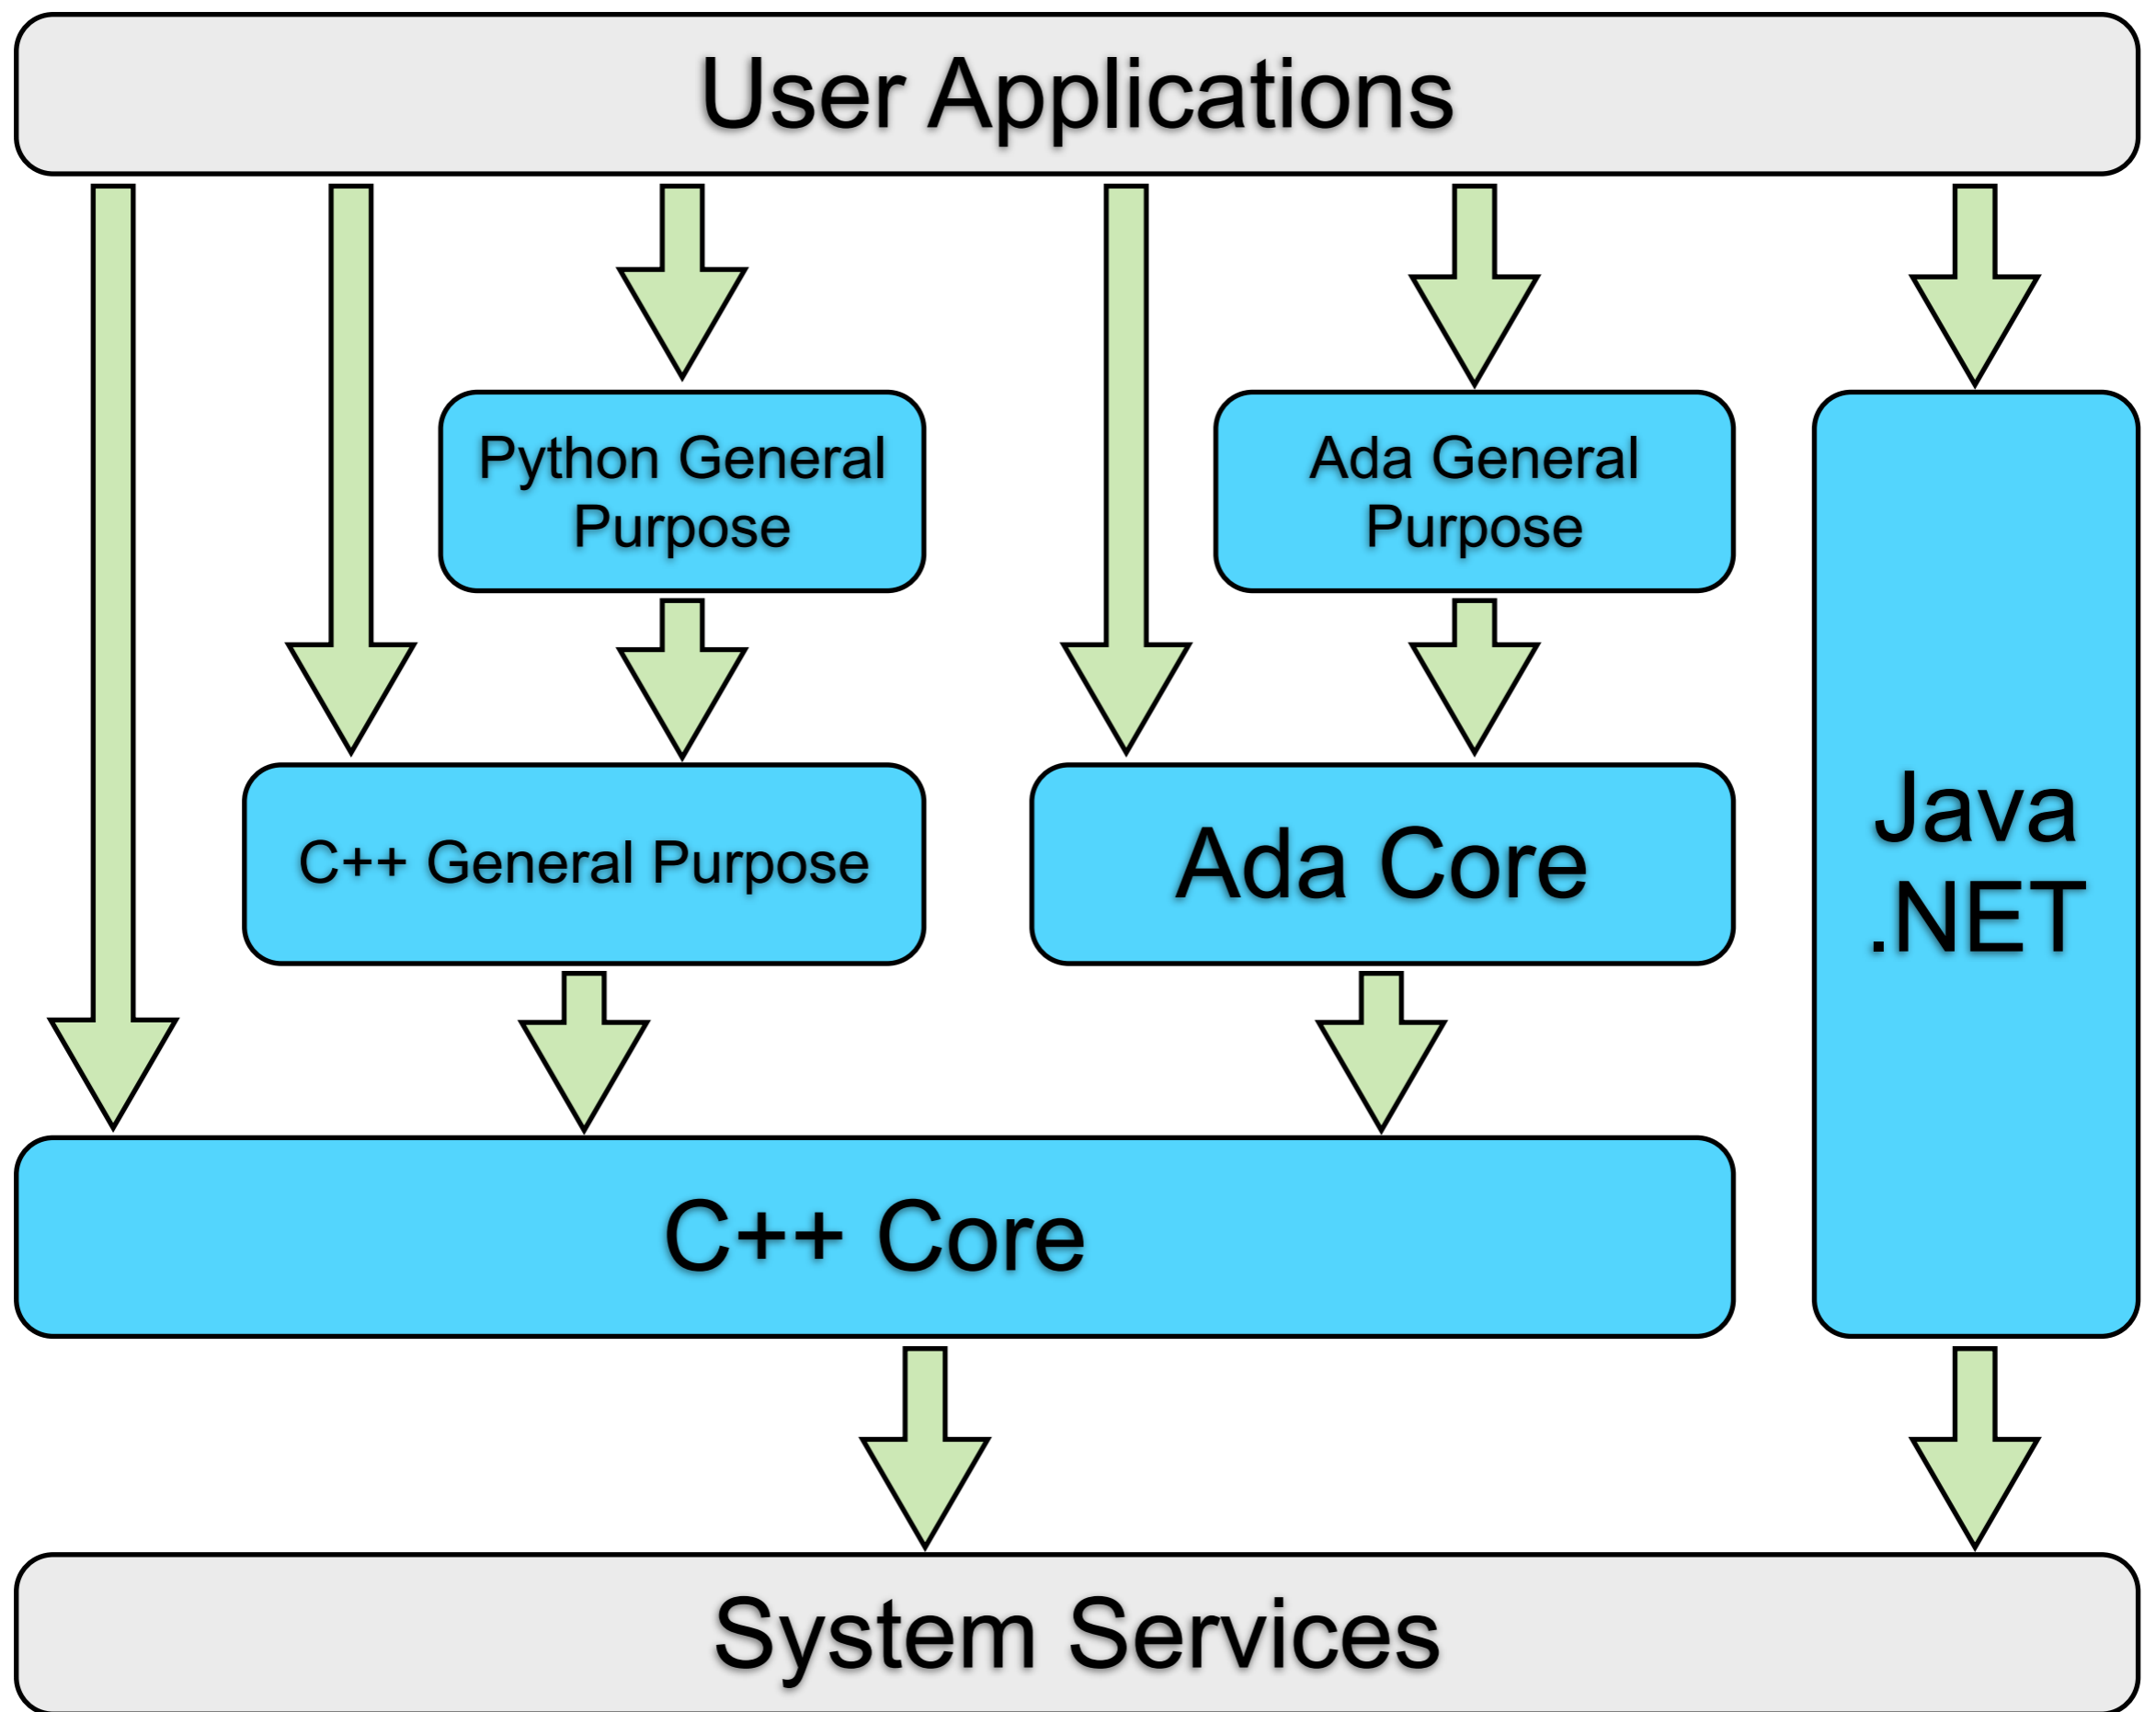 User Applications
Python General
Purpose
Ada General
Purpose
C++ General Purpose
Ada Core
Java
.NET
C++ Core
System Services